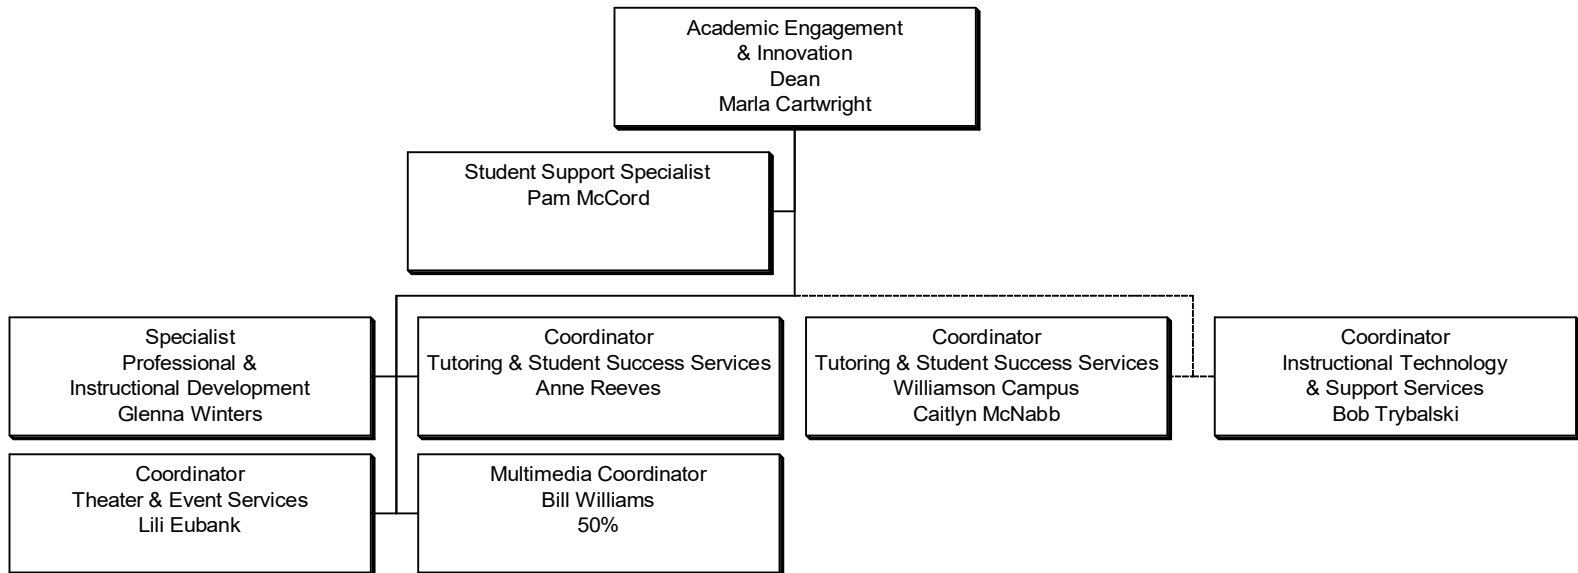 Academic Engagement
& Innovation
Dean
Marla Cartwright
Student Support Specialist
Pam McCord
Specialist
Professional &
Instructional Development
Glenna Winters
Coordinator
Tutoring & Student Success Services
Anne Reeves
Coordinator
Tutoring & Student Success Services
Williamson Campus
Caitlyn McNabb
Coordinator
Instructional Technology
& Support Services
Bob Trybalski
Coordinator
Theater & Event Services
Lili Eubank
Multimedia Coordinator
Bill Williams
50%